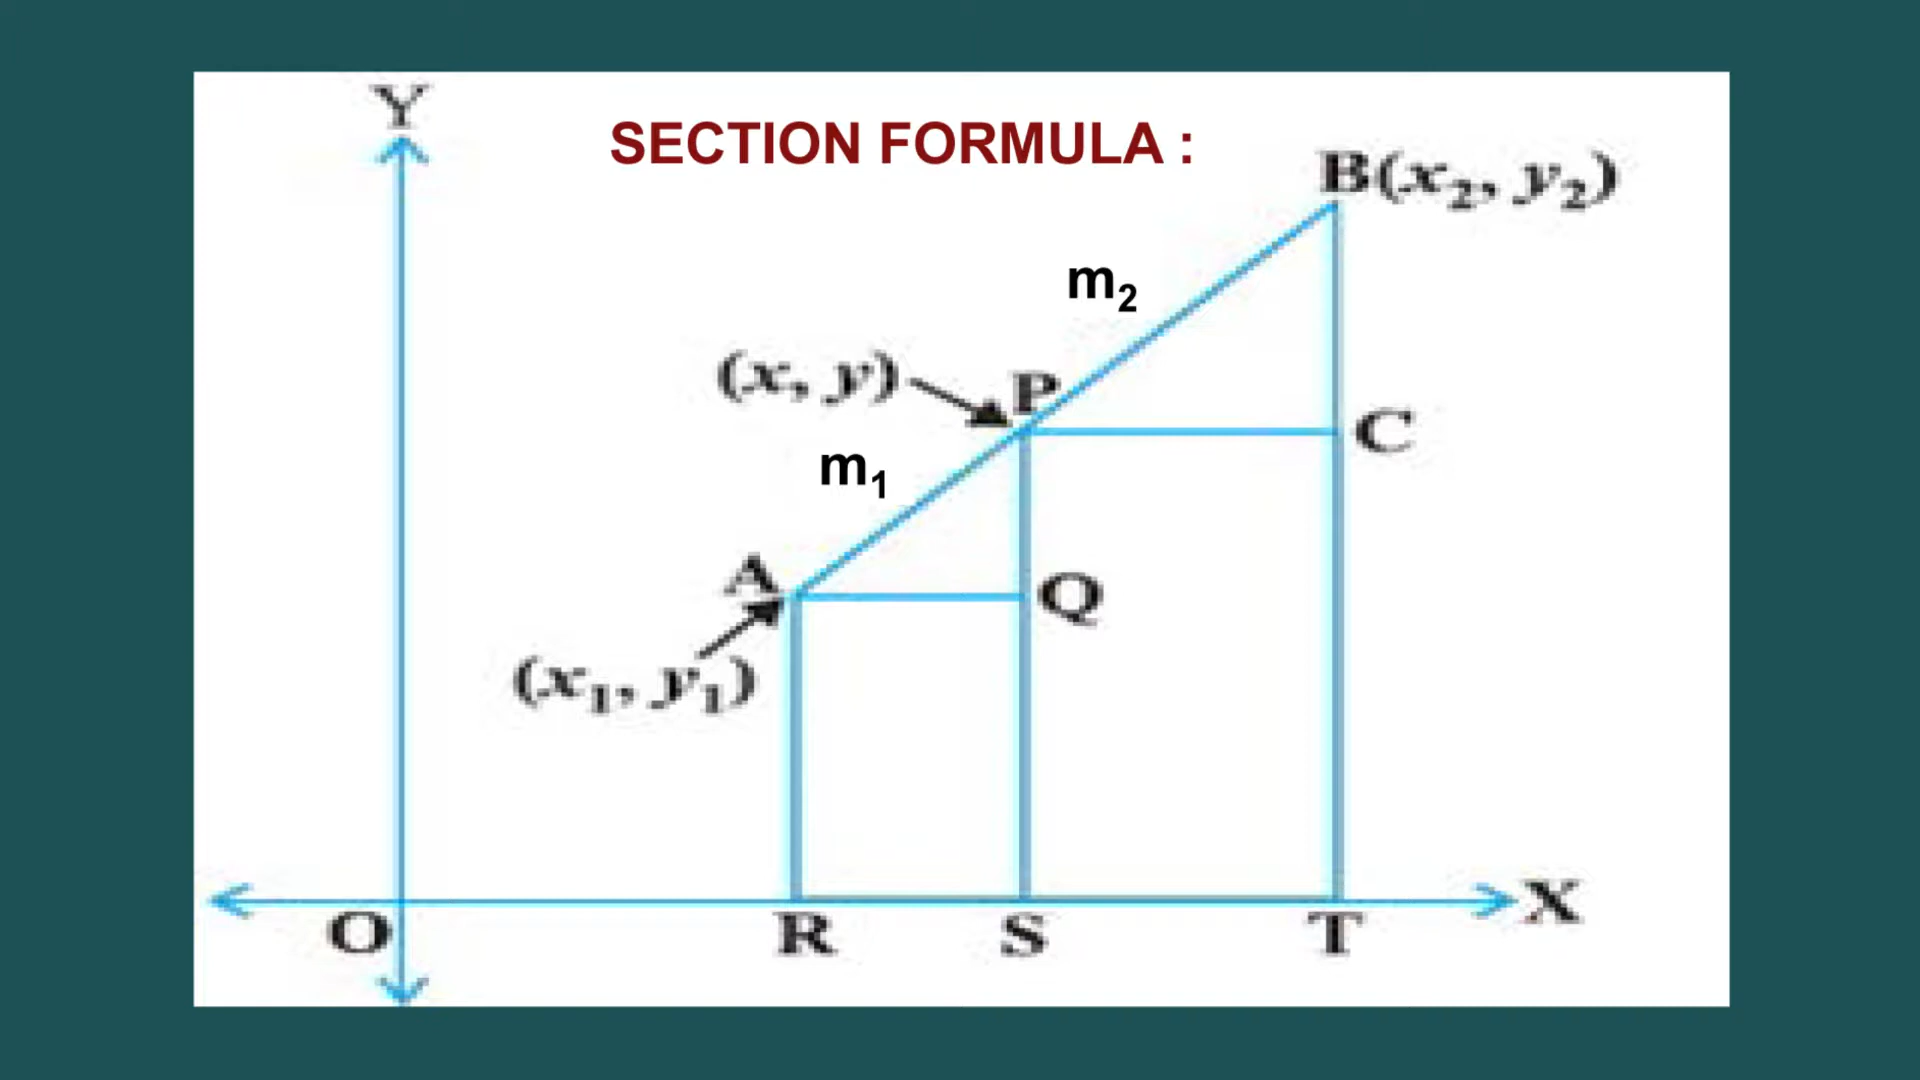 Y
SECTION FORMULA :
B(x₂, y₂)
m₂
(x, y)
P
C
m₁
A
Q
(x₁, y₁)
X
O
R
S
T